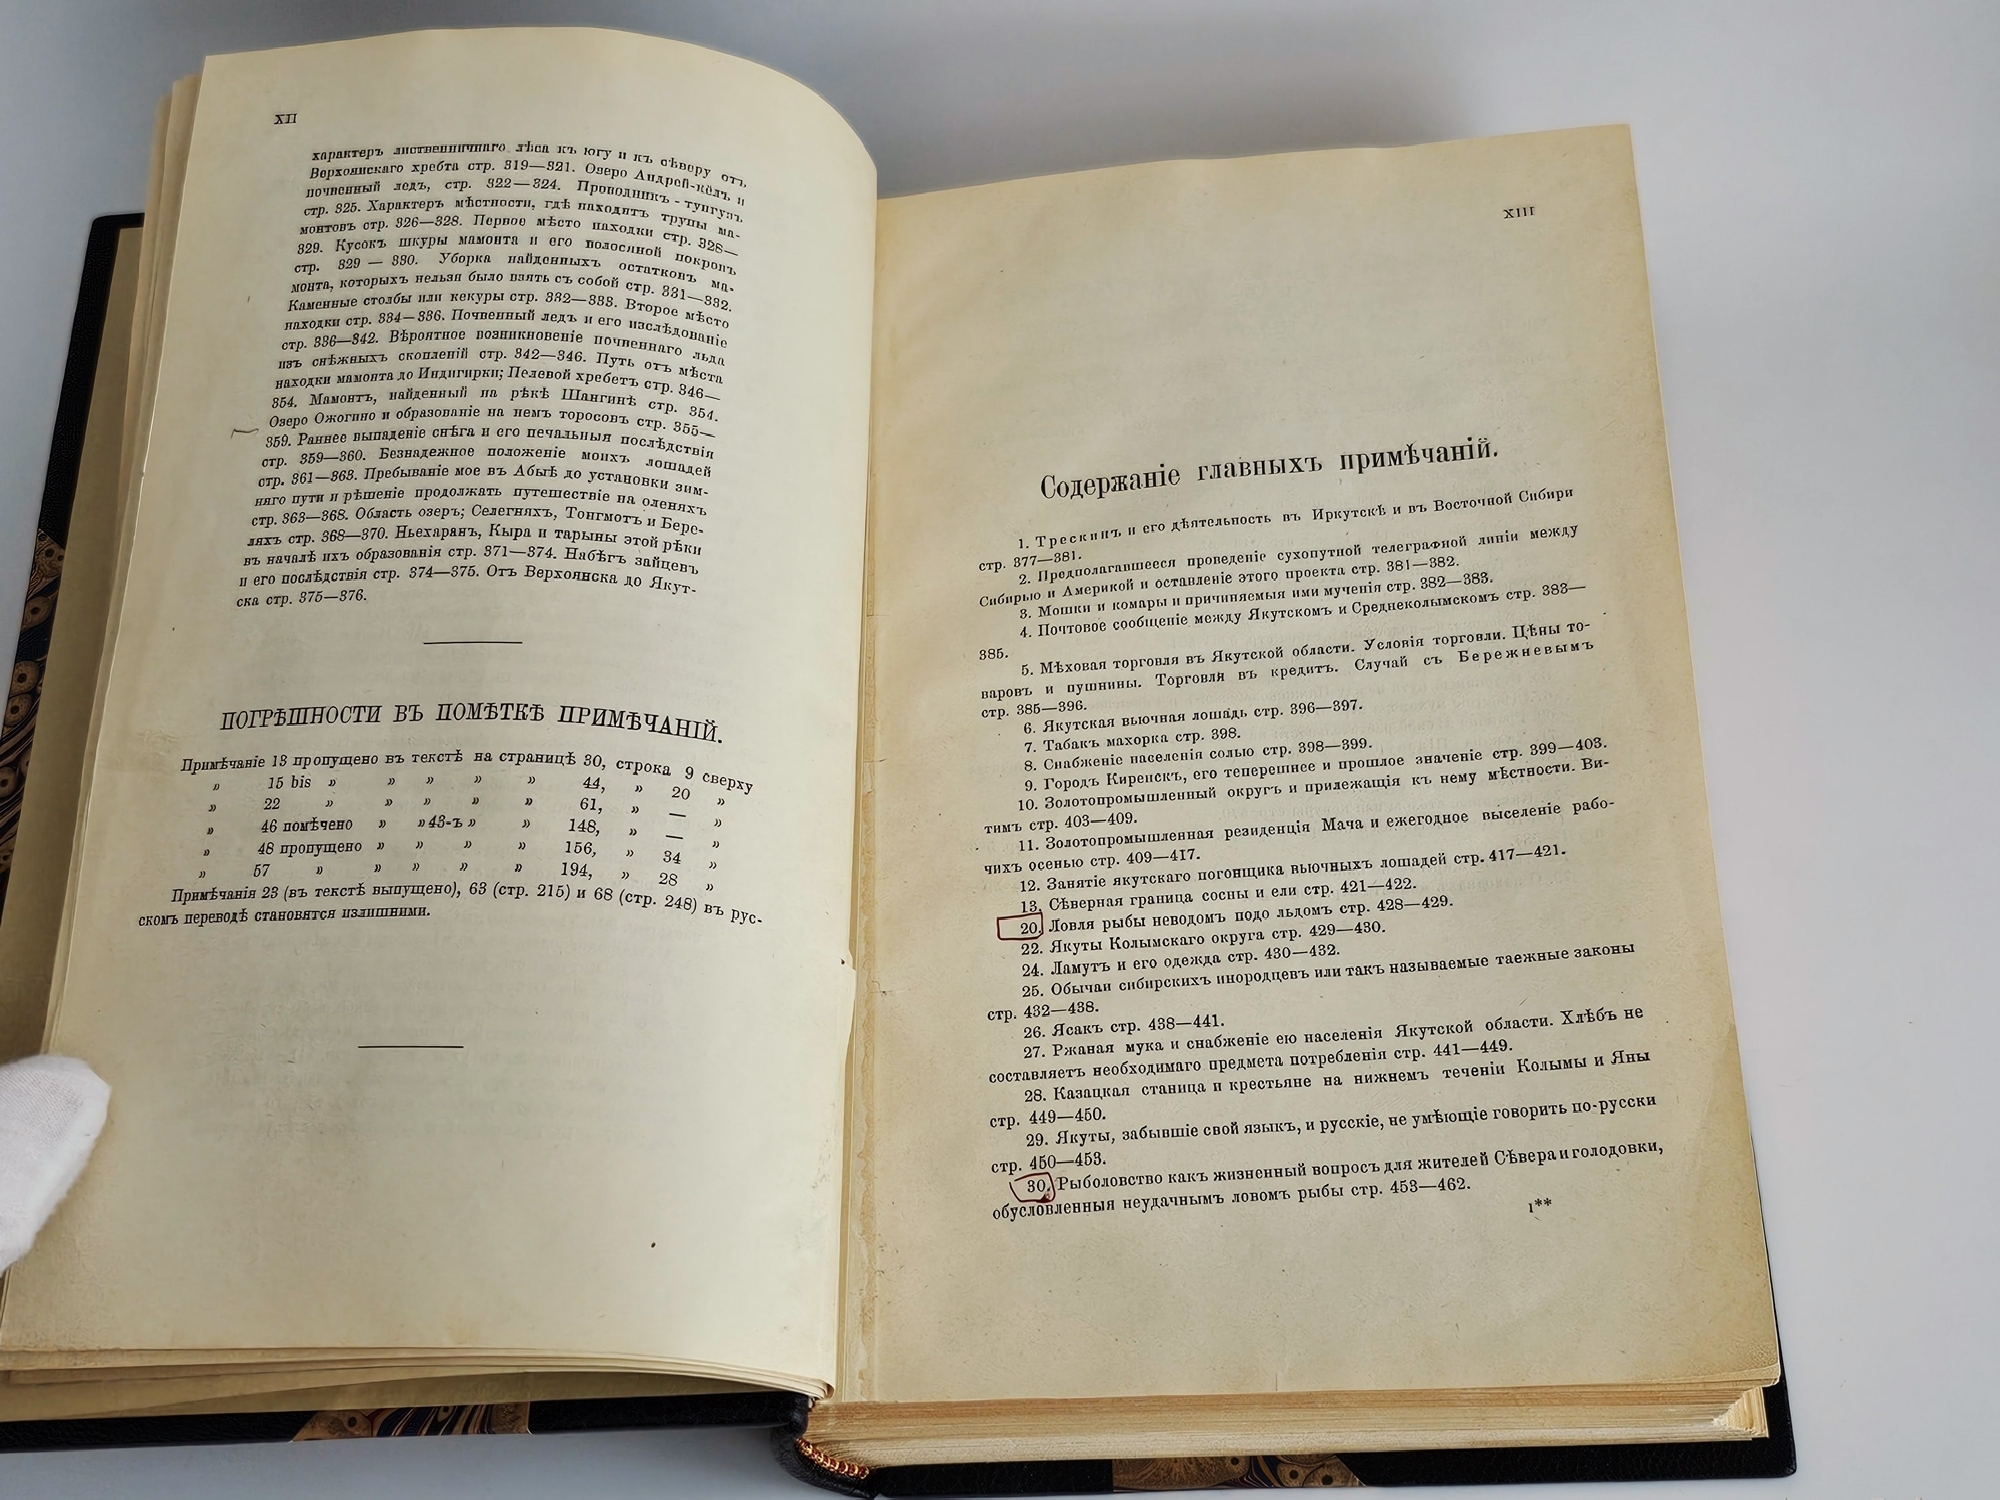 XII
характеръ лиственничнаго лѣса къ югу и къ сѣверу отъ
Верхоянскаго хребта стр. 319—321. Озеро Андрей-кёль и
почвенный ледъ, стр. 322—324. Проводникъ-тунгузъ
стр. 325. Характеръ мѣстности, гдѣ находятъ трупы ма-
монтовъ стр. 326—328. Первое мѣсто находки стр. 328—
329. Кусокъ шкуры мамонта и его волосяной покровъ
стр. 329 — 330. Уборка найденныхъ остатковъ ма-
монта, которыхъ нельзя было взять съ собой стр. 331—332.
Каменные столбы или кекуры стр. 332—333. Второе мѣсто
находки стр. 334—336. Почвенный ледъ и его изслѣдованіе
стр. 336—342. Вѣроятное возникновеніе почвеннаго льда
изъ снѣжныхъ скопленій стр. 342—346. Путь отъ мѣста
находки мамонта до Индигирки; Пелевой хребетъ стр. 346—
354. Мамонтъ, найденный на рѣкѣ Шангинѣ стр. 354.
Озеро Ожогино и образованіе на немъ торосовъ стр. 355—
359. Раннее выпаденіе снѣга и его печальныя послѣдствія
стр. 359—360. Безнадежное положеніе моихъ лошадей
стр. 361—363. Пребываніе мое въ Абыѣ до установки зим-
няго пути и рѣшеніе продолжать путешествіе на оленяхъ
стр. 363—368. Область озеръ; Селегняхъ, Тонгмотъ и Бере-
ляхъ стр. 368—370. Ньехаранъ, Кыра и тарыны этой рѣки
въ началѣ ихъ образованія стр. 371—374. Набѣгъ зайцевъ
и его послѣдствія стр. 374—375. Отъ Верхоянска до Якут-
ска стр. 375—376.
ПОГРѢШНОСТИ ВЪ ПОМѢТКѢ ПРИМѢЧАНІЙ.
Примѣчаніе 13 пропущено въ текстѣ на страницѣ 30, строка 9 сверху
» 15 bis » » » » » 44, » 20 »
» 22 » » » » » 61, » — »
» 46 помѣчено » »43-ъ » » 148, » — »
» 48 пропущено » » » » 156, » 34 »
» 57 » » » » » 194, » 28 »
Примѣчанія 23 (въ текстѣ выпущено), 63 (стр. 215) и 68 (стр. 248) въ рус-
скомъ переводѣ становятся излишними.
XIII
Содержаніе главныхъ примѣчаній.
1. Трескинъ и его дѣятельность въ Иркутскѣ и въ Восточной Сибири
стр. 377—381.
2. Предполагавшееся проведеніе сухопутной телеграфной линіи между
Сибирью и Америкой и оставленіе этого проекта стр. 381—382.
3. Мошки и комары и причиняемыя ими мученія стр. 382—383.
4. Почтовое сообщеніе между Якутскомъ и Среднеколымскомъ стр. 383—
385.
5. Мѣховая торговля въ Якутской области. Условія торговли. Цѣны то-
варовъ и пушнины. Торговля въ кредитъ. Случай съ Бережневымъ
стр. 385—396.
6. Якутская вьючная лошадь стр. 396—397.
7. Табакъ махорка стр. 398.
8. Снабженіе населенія солью стр. 398—399.
9. Городъ Киренскъ, его теперешнее и прошлое значеніе стр. 399—403.
10. Золотопромышленный округъ и прилежащія къ нему мѣстности. Ви-
тимъ стр. 403—409.
11. Золотопромышленная резиденція Мача и ежегодное выселеніе рабо-
чихъ осенью стр. 409—417.
12. Занятіе якутскаго погонщика вьючныхъ лошадей стр. 417—421.
13. Сѣверная граница сосны и ели стр. 421—422.
20. Ловля рыбы неводомъ подо льдомъ стр. 428—429.
22. Якуты Колымскаго округа стр. 429—430.
24. Ламутъ и его одежда стр. 430—432.
25. Обычаи сибирскихъ инородцевъ или такъ называемые таежные законы
стр. 432—438.
26. Ясакъ стр. 438—441.
27. Ржаная мука и снабженіе ею населенія Якутской области. Хлѣбъ не
составляетъ необходимаго предмета потребленія стр. 441—449.
28. Казацкая станица и крестьяне на нижнемъ теченіи Колымы и Яны
стр. 449—450.
29. Якуты, забывшіе свой языкъ, и русскіе, не умѣющіе говорить по-русски
стр. 450—453.
30. Рыболовство какъ жизненный вопросъ для жителей Сѣвера и голодовки,
обусловленныя неудачнымъ ловомъ рыбы стр. 453—462.
1**